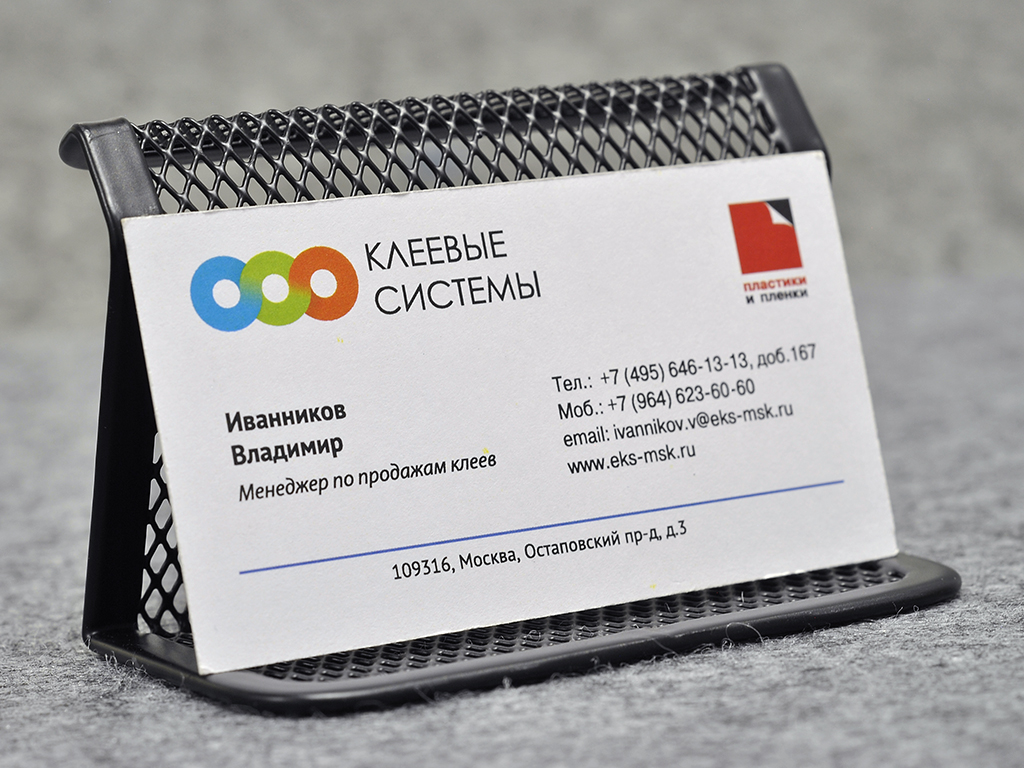 КЛЕЕВЫЕ
СИСТЕМЫ
пластики
и пленки
Иванников
Владимир
Менеджер по продажам клеев
Тел.: +7 (495) 646-13-13, доб.167
Моб.: +7 (964) 623-60-60
email: ivannikov.v@eks-msk.ru
www.eks-msk.ru
109316, Москва, Остаповский пр-д, д.3